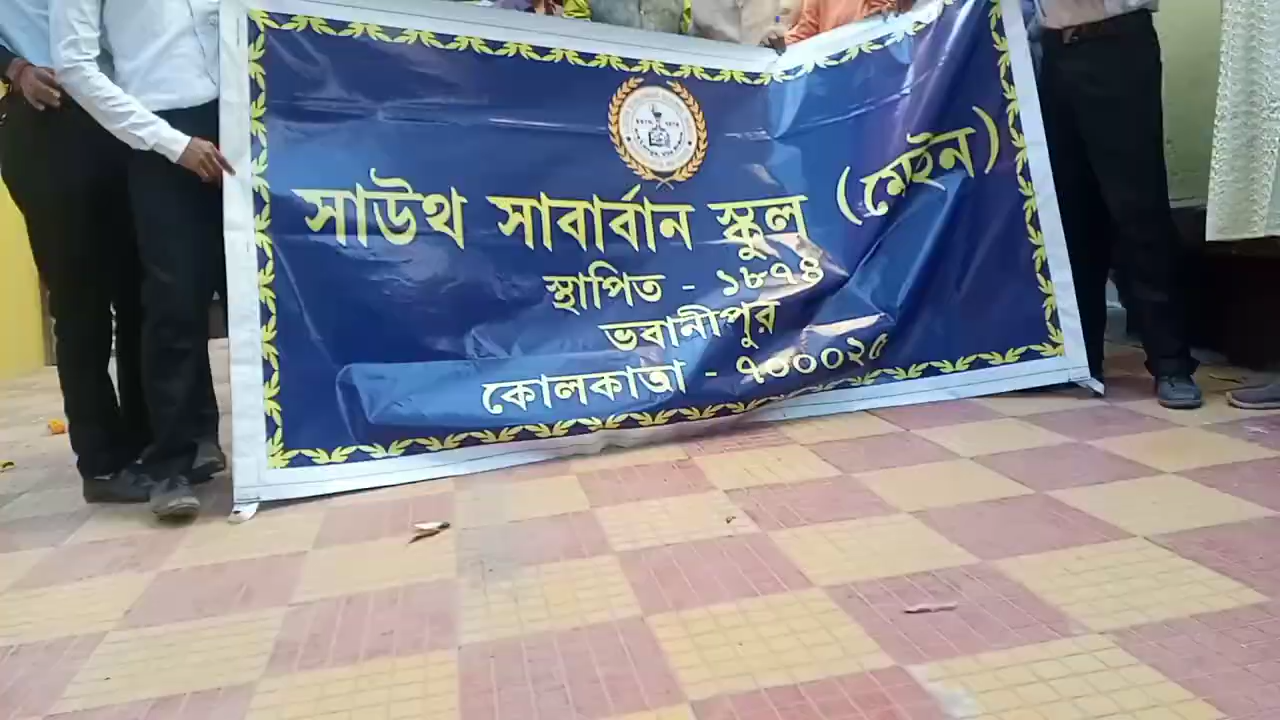 সাউথ সাবার্বান স্কুল (মেইন)
স্থাপিত - ১৮৭৪
ভবানীপুর
কোলকাতা - ৭০০০২৫